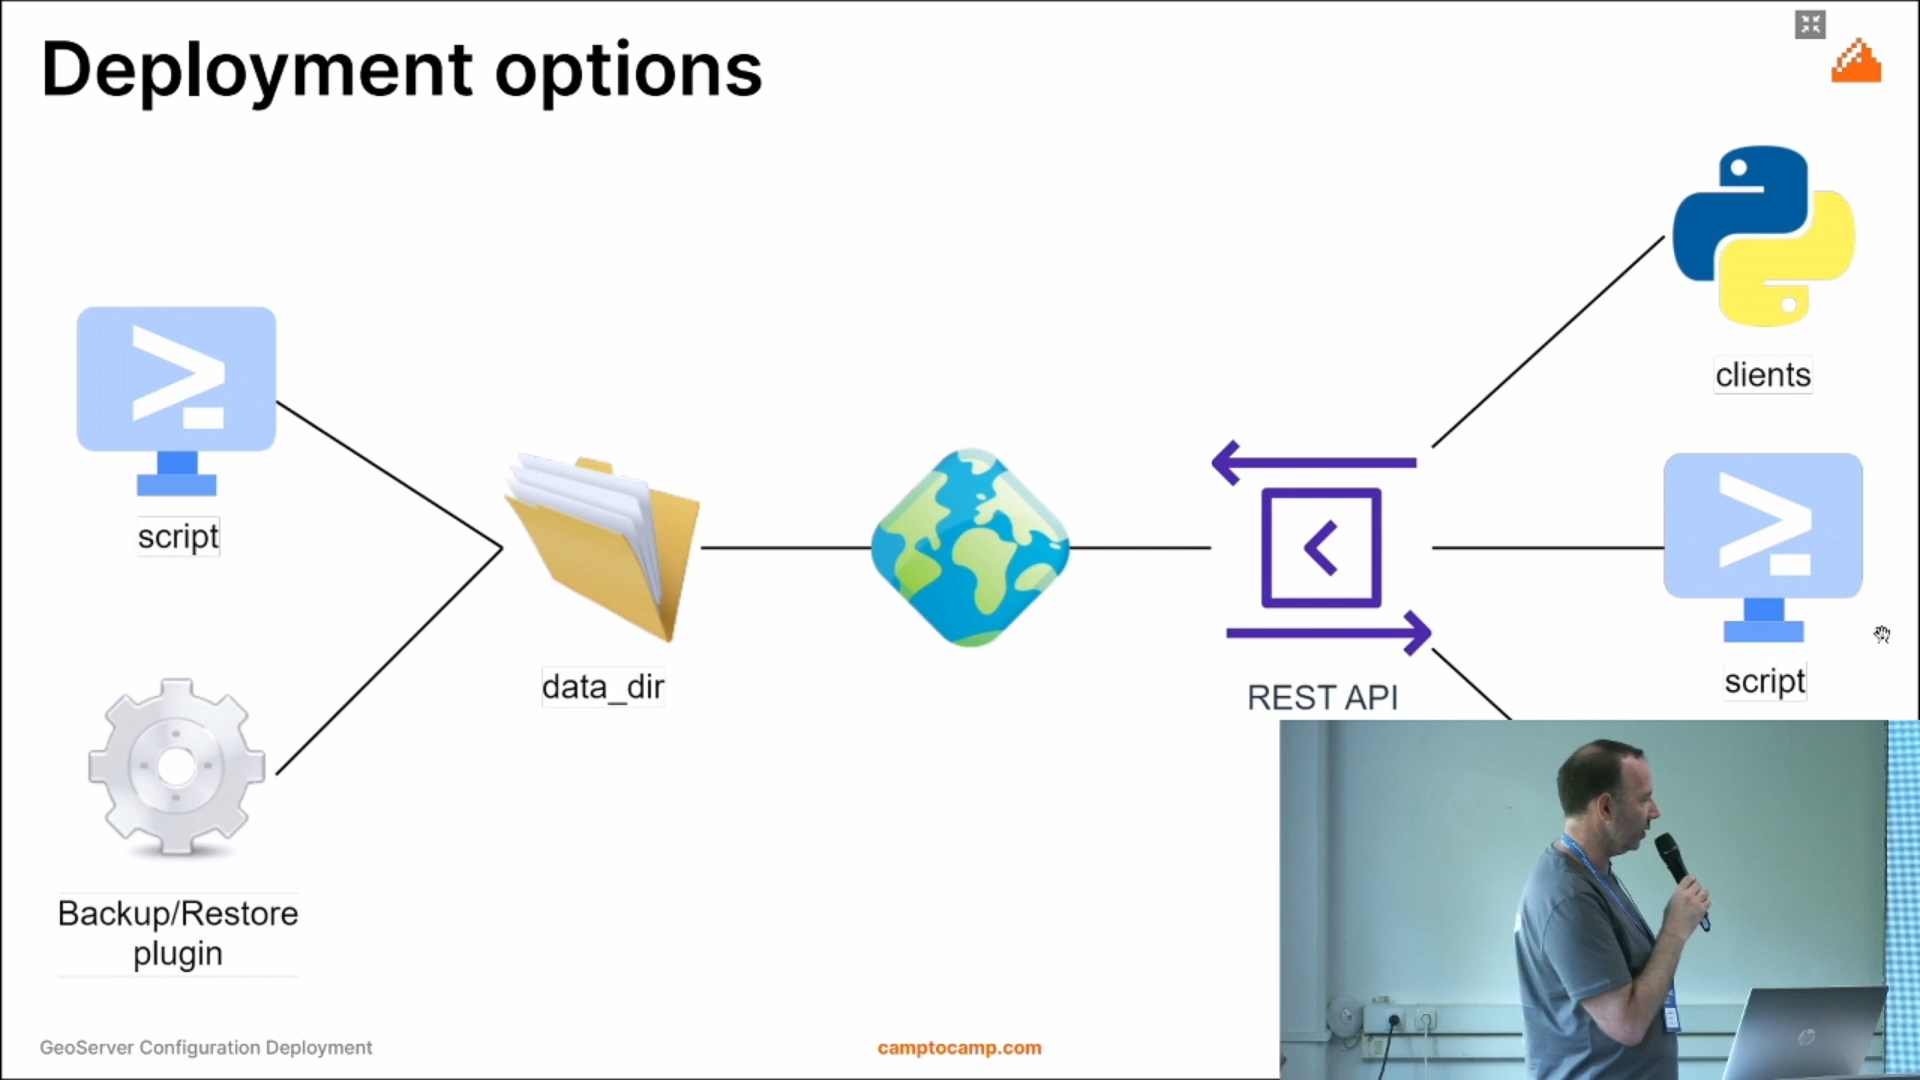 Deployment options
clients
script
script
data_dir
REST API
Backup/Restore
plugin
GeoServer Configuration Deployment
camptocamp.com